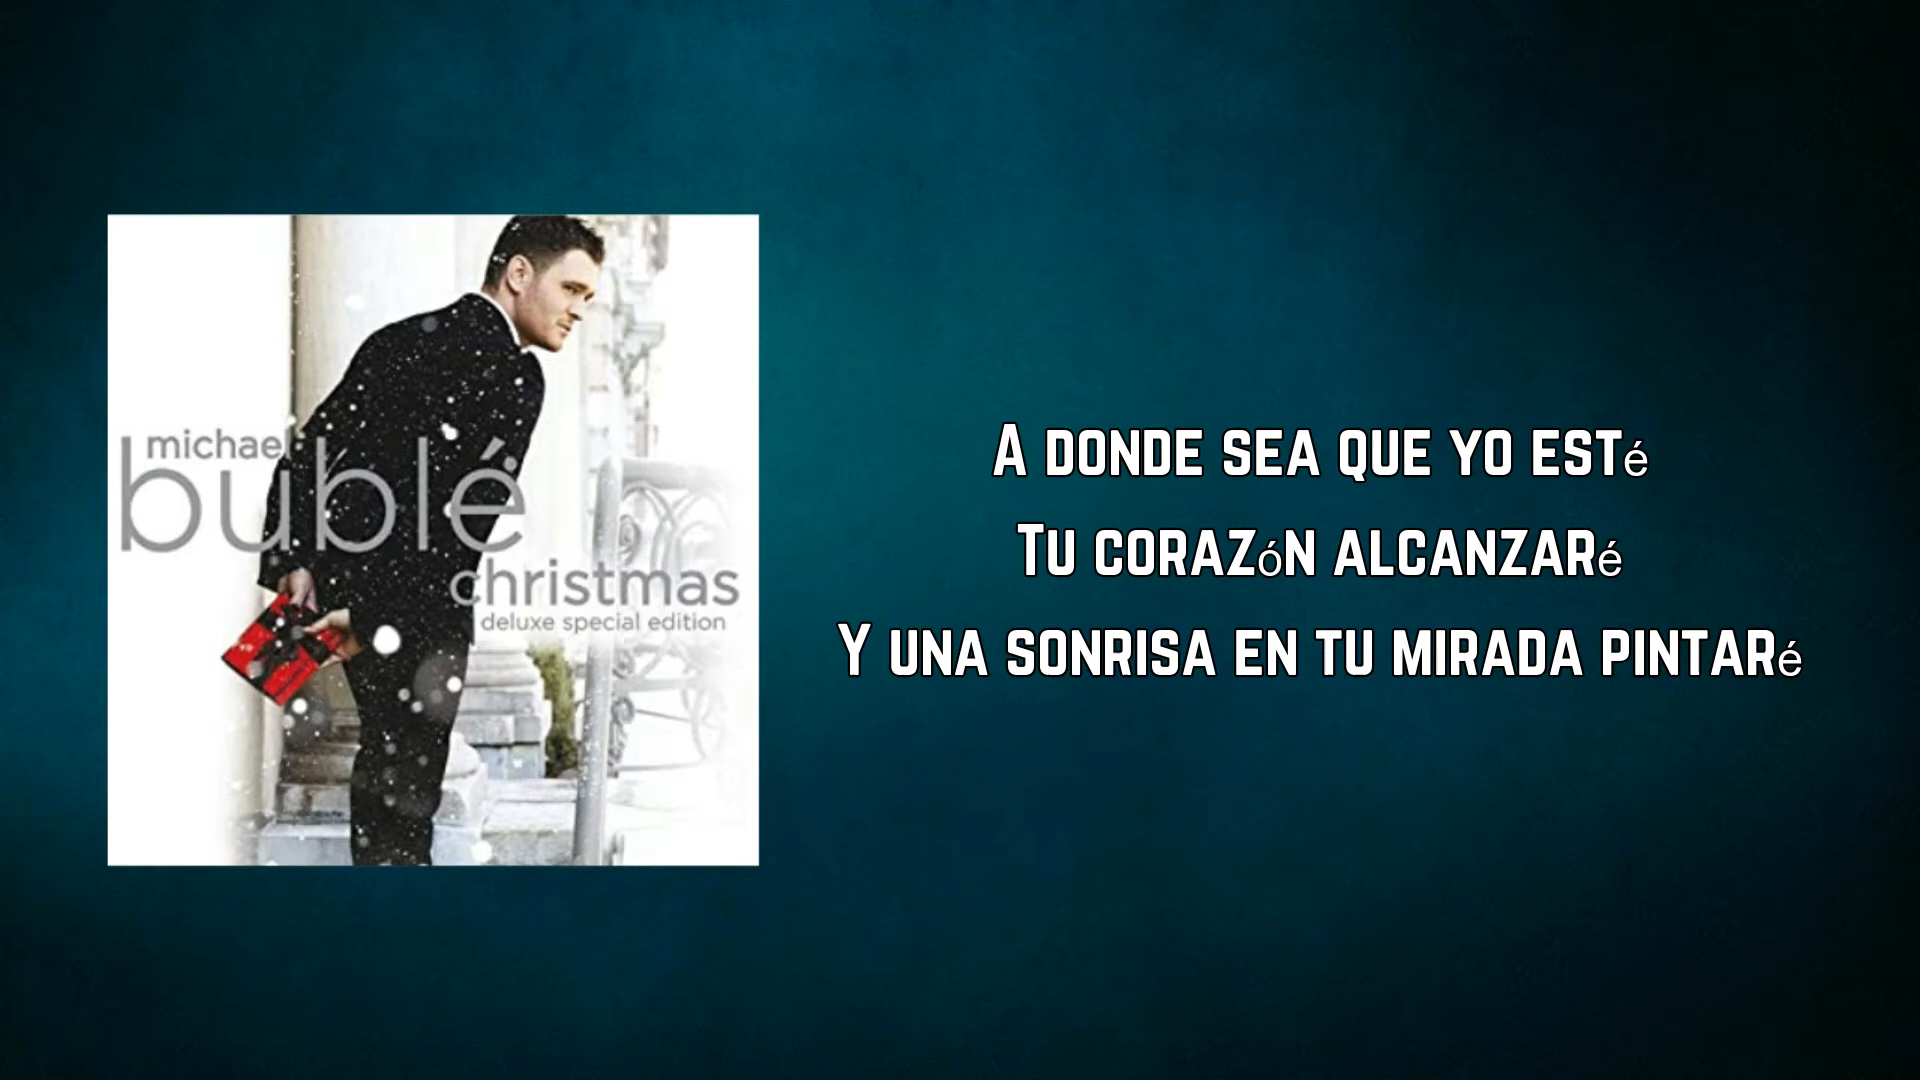 michael
bublé
christmas
deluxe special edition
A donde sea que yo esté
Tu corazón alcanzaré
Y una sonrisa en tu mirada pintaré